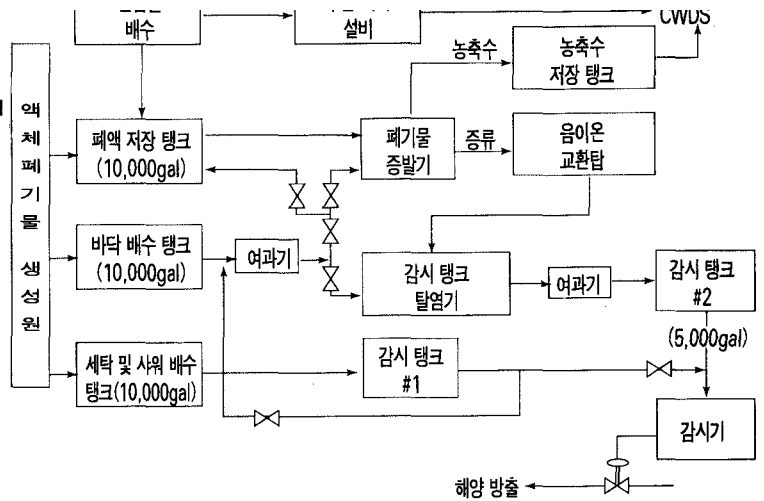 배수
설비
CWDS
농축수
농축수
저장 탱크
액
체
폐
기
물
생
성
원
폐액 저장 탱크
(10,000gal)
폐기물
증발기
증류
음이온
교환탑
바닥 배수 탱크
(10,000gal)
여과기
감시 탱크
탈염기
여과기
감시 탱크
#2
(5,000gal)
세탁 및 샤워 배수
탱크(10,000gal)
감시 탱크
#1
감시기
해양 방출